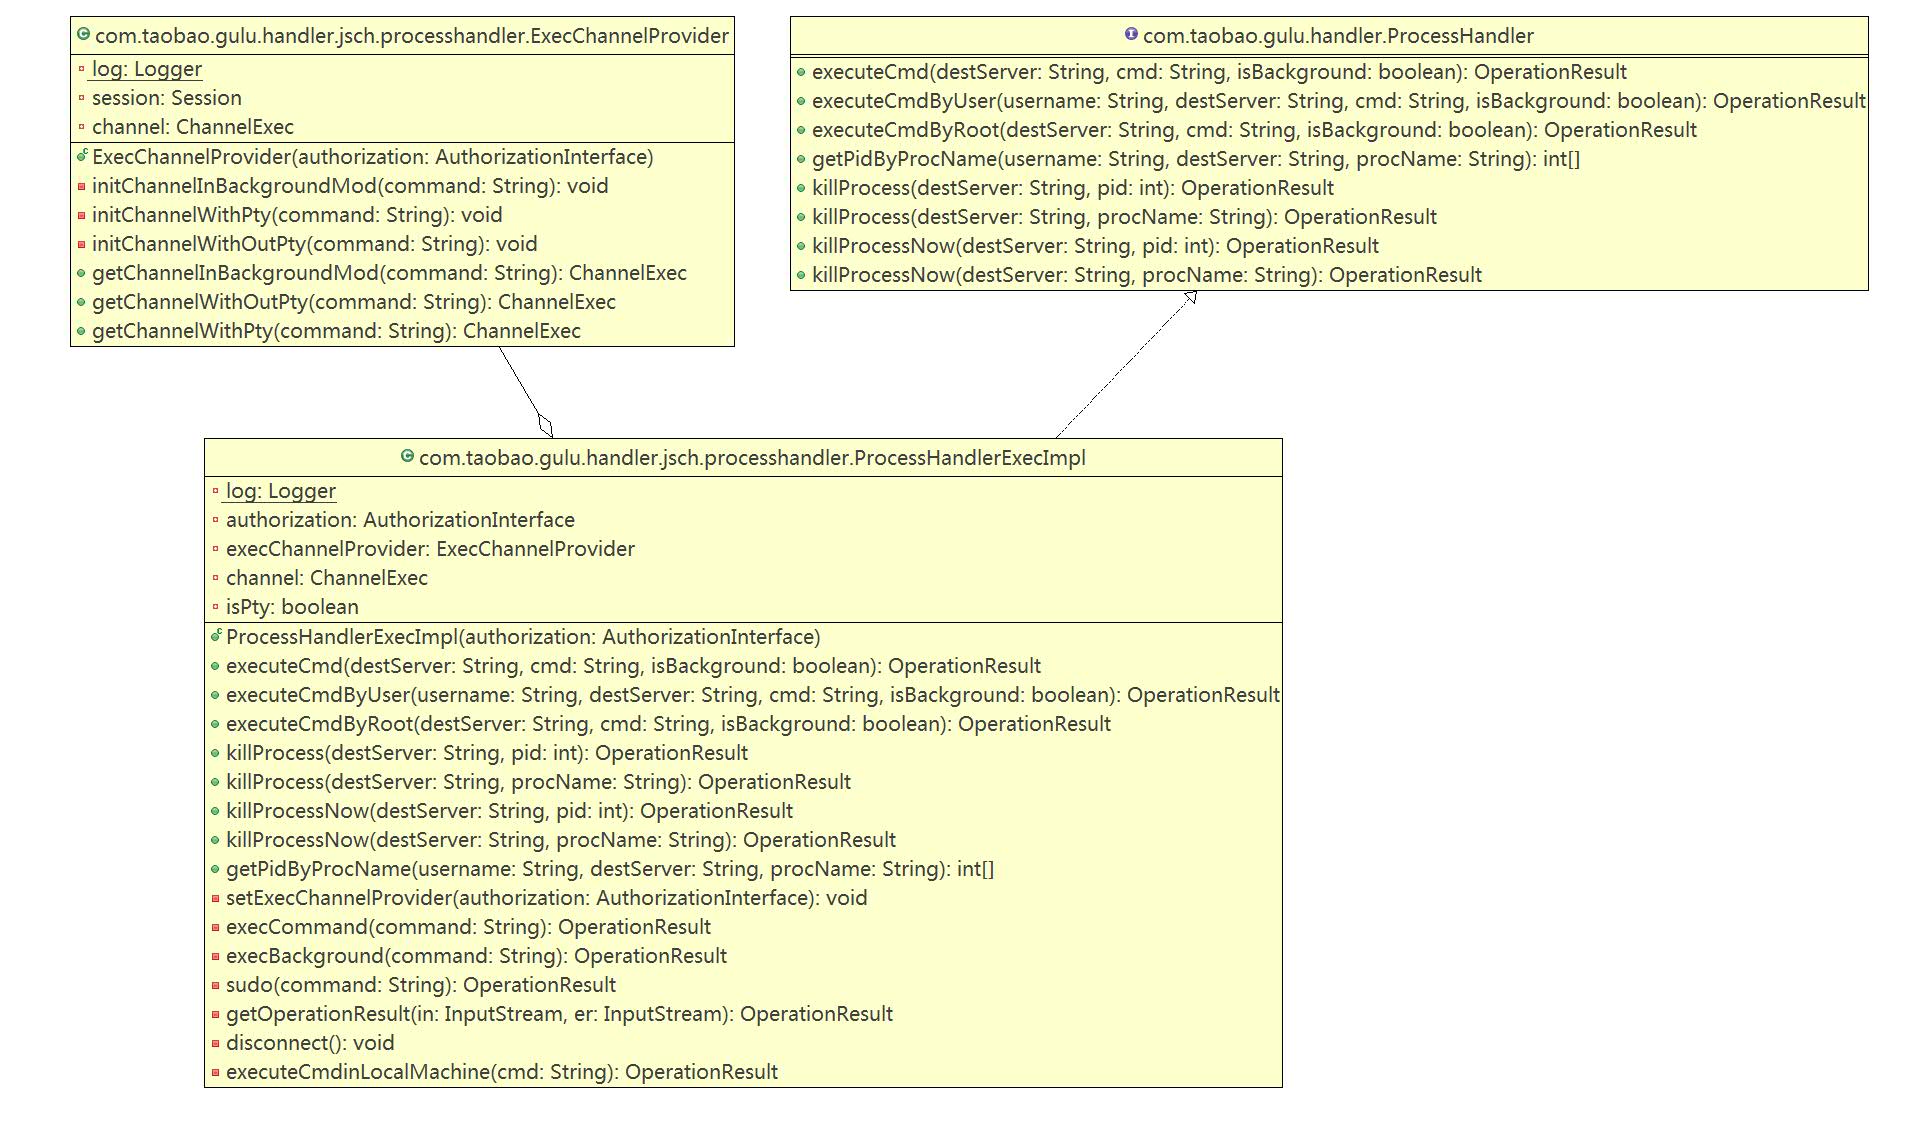 com.taobao.gulu.handler.jsch.processhandler.ExecChannelProvider
log: Logger
session: Session
channel: ChannelExec
ExecChannelProvider(authorization: AuthorizationInterface)
initChannelInBackgroundMod(command: String): void
initChannelWithPty(command: String): void
initChannelWithOutPty(command: String): void
getChannelInBackgroundMod(command: String): ChannelExec
getChannelWithOutPty(command: String): ChannelExec
getChannelWithPty(command: String): ChannelExec
com.taobao.gulu.handler.ProcessHandler
executeCmd(destServer: String, cmd: String, isBackground: boolean): OperationResult
executeCmdByUser(username: String, destServer: String, cmd: String, isBackground: boolean): OperationResult
executeCmdByRoot(destServer: String, cmd: String, isBackground: boolean): OperationResult
getPidByProcName(username: String, destServer: String, procName: String): int[]
killProcess(destServer: String, pid: int): OperationResult
killProcess(destServer: String, procName: String): OperationResult
killProcessNow(destServer: String, pid: int): OperationResult
killProcessNow(destServer: String, procName: String): OperationResult
com.taobao.gulu.handler.jsch.processhandler.ProcessHandlerExecImpl
log: Logger
authorization: AuthorizationInterface
execChannelProvider: ExecChannelProvider
channel: ChannelExec
isPty: boolean
ProcessHandlerExecImpl(authorization: AuthorizationInterface)
executeCmd(destServer: String, cmd: String, isBackground: boolean): OperationResult
executeCmdByUser(username: String, destServer: String, cmd: String, isBackground: boolean): OperationResult
executeCmdByRoot(destServer: String, cmd: String, isBackground: boolean): OperationResult
killProcess(destServer: String, pid: int): OperationResult
killProcess(destServer: String, procName: String): OperationResult
killProcessNow(destServer: String, pid: int): OperationResult
killProcessNow(destServer: String, procName: String): OperationResult
getPidByProcName(username: String, destServer: String, procName: String): int[]
setExecChannelProvider(authorization: AuthorizationInterface): void
execCommand(command: String): OperationResult
execBackground(command: String): OperationResult
sudo(command: String): OperationResult
getOperationResult(in: InputStream, er: InputStream): OperationResult
disconnect(): void
executeCmdinLocalMachine(cmd: String): OperationResult